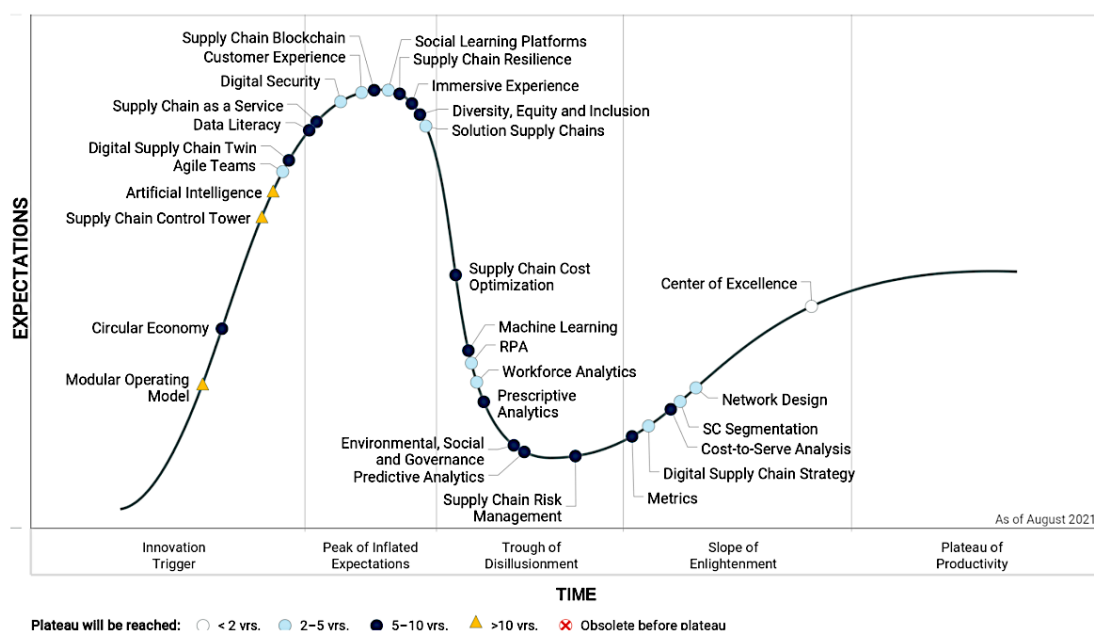 Supply Chain Blockchain
Customer Experience
Digital Security
Supply Chain as a Service
Data Literacy
Digital Supply Chain Twin
Agile Teams
Artificial Intelligence
Supply Chain Control Tower
Circular Economy
Modular Operating
Model
Social Learning Platforms
Supply Chain Resilience
Immersive Experience
Diversity, Equity and Inclusion
Solution Supply Chains
Supply Chain Cost
Optimization
Machine Learning
RPA
Workforce Analytics
Prescriptive
Analytics
Environmental, Social
and Governance
Predictive Analytics
Supply Chain Risk
Management
Center of Excellence
Network Design
SC Segmentation
Cost-to-Serve Analysis
Digital Supply Chain Strategy
Metrics
EXPECTATIONS
As of August 2021
Innovation
Trigger
Peak of Inflated
Expectations
Trough of
Disillusionment
Slope of
Enlightenment
Plateau of
Productivity
TIME
Plateau will be reached: < 2 yrs. 2–5 yrs. 5–10 yrs. >10 yrs. Obsolete before plateau